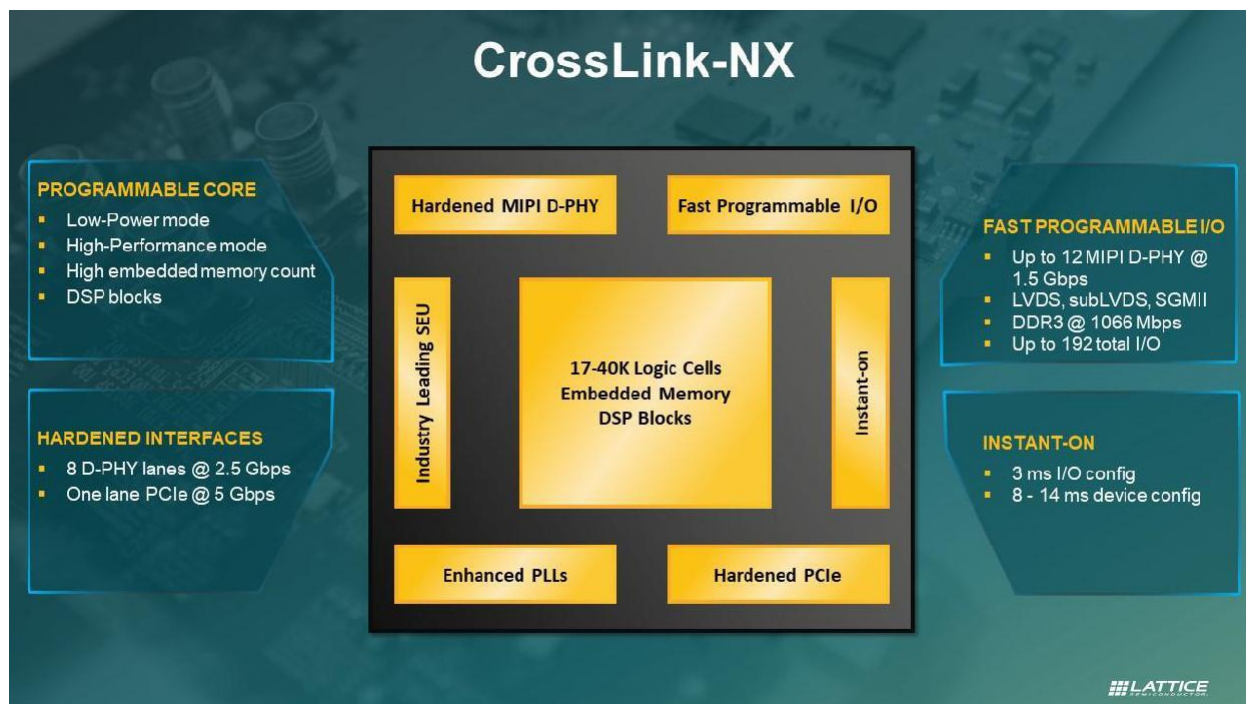 CrossLink-NX
PROGRAMMABLE CORE
▪ Low-Power mode
▪ High-Performance mode
▪ High embedded memory count
▪ DSP blocks
HARDENED INTERFACES
▪ 8 D-PHY lanes @ 2.5 Gbps
▪ One lane PCIe @ 5 Gbps
Hardened MIPI D-PHY
Fast Programmable I/O
Industry Leading SEU
17-40K Logic Cells
Embedded Memory
DSP Blocks
Instant-on
Enhanced PLLs
Hardened PCIe
FAST PROGRAMMABLE I/O
▪ Up to 12 MIPI D-PHY @
1.5 Gbps
▪ LVDS, subLVDS, SGMII
▪ DDR3 @ 1066 Mbps
▪ Up to 192 total I/O
INSTANT-ON
▪ 3 ms I/O config
▪ 8 - 14 ms device config
LATTICE
SEMICONDUCTOR.